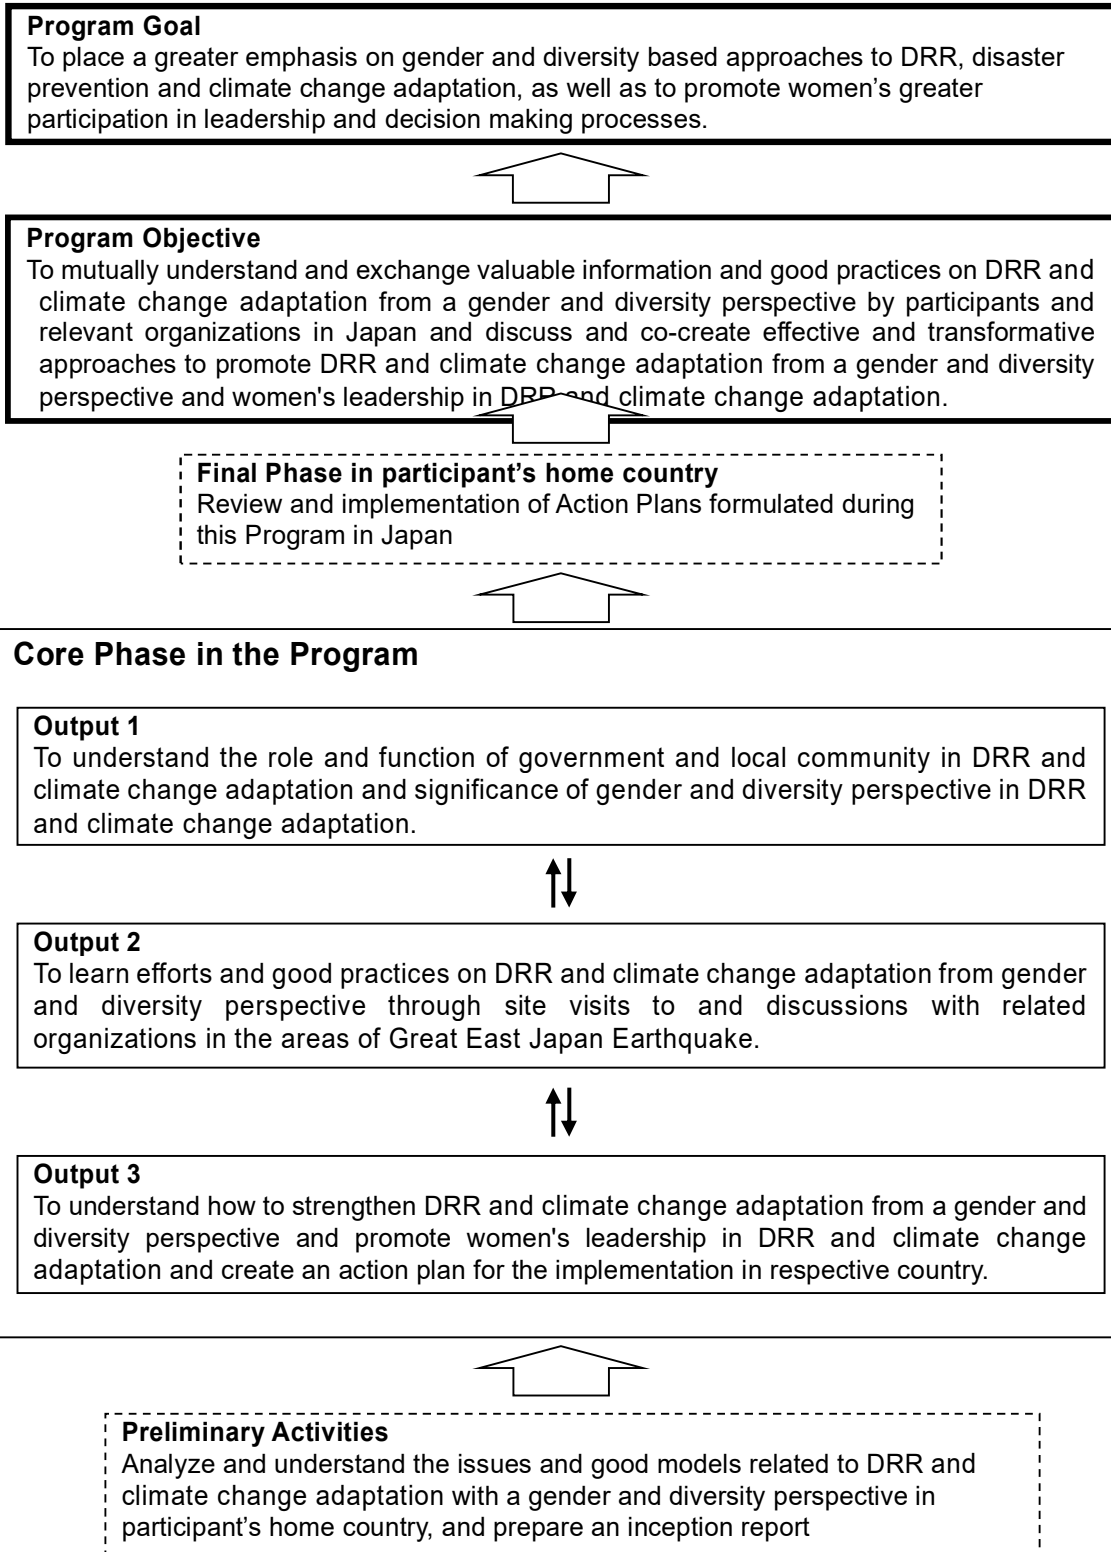 Program Goal
To place a greater emphasis on gender and diversity based approaches to DRR, disaster
prevention and climate change adaptation, as well as to promote women’s greater
participation in leadership and decision making processes.
Program Objective
To mutually understand and exchange valuable information and good practices on DRR and
climate change adaptation from a gender and diversity perspective by participants and
relevant organizations in Japan and discuss and co-create effective and transformative
approaches to promote DRR and climate change adaptation from a gender and diversity
perspective and women's leadership in DRR and climate change adaptation.
Final Phase in participant’s home country
Review and implementation of Action Plans formulated during
this Program in Japan
Core Phase in the Program
Output 1
To understand the role and function of government and local community in DRR and
climate change adaptation and significance of gender and diversity perspective in DRR
and climate change adaptation.
Output 2
To learn efforts and good practices on DRR and climate change adaptation from gender
and diversity perspective through site visits to and discussions with related
organizations in the areas of Great East Japan Earthquake.
Output 3
To understand how to strengthen DRR and climate change adaptation from a gender and
diversity perspective and promote women's leadership in DRR and climate change
adaptation and create an action plan for the implementation in respective country.
Preliminary Activities
Analyze and understand the issues and good models related to DRR and
climate change adaptation with a gender and diversity perspective in
participant’s home country, and prepare an inception report